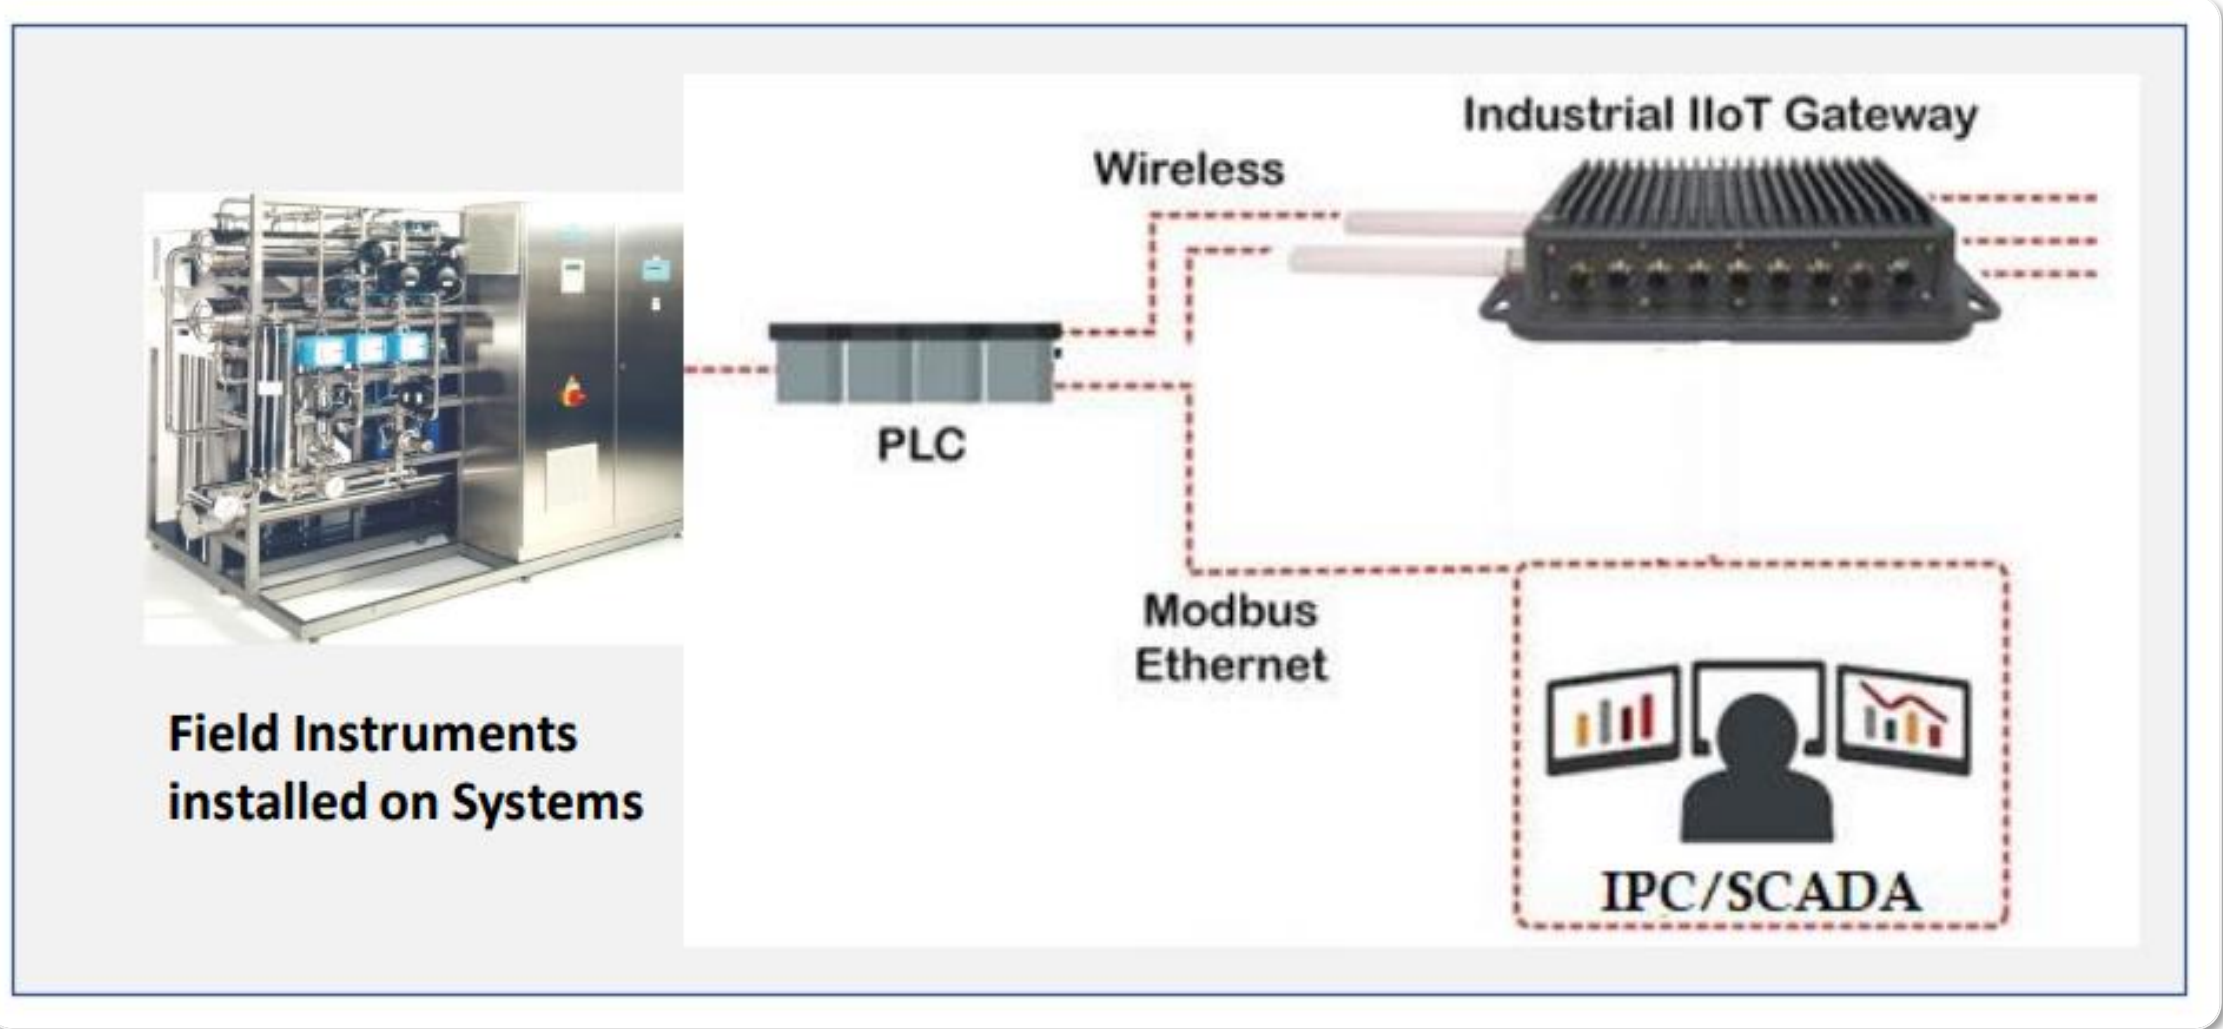 Industrial IIoT Gateway
Wireless
PLC
Modbus
Ethernet
Field Instruments
installed on Systems
IPC/SCADA